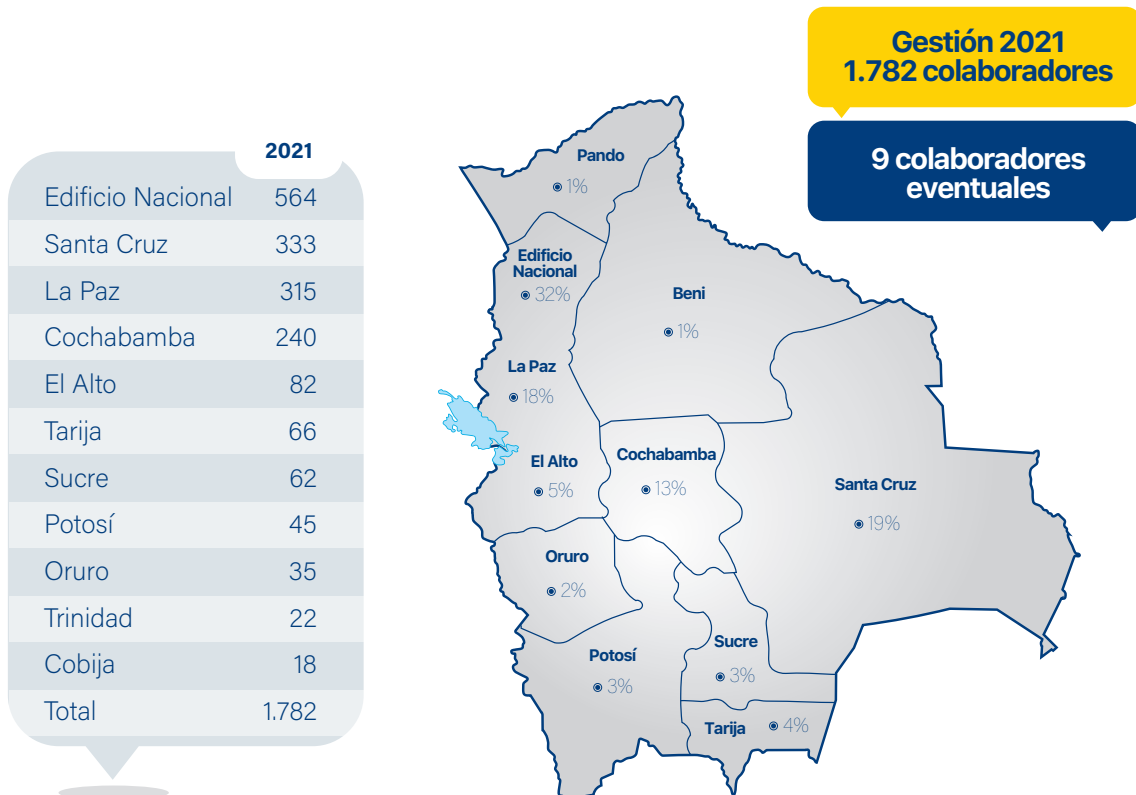 Gestión 2021
1.782 colaboradores
9 colaboradores
eventuales
2021
Edificio Nacional 564
Santa Cruz 333
La Paz 315
Cochabamba 240
El Alto 82
Tarija 66
Sucre 62
Potosí 45
Oruro 35
Trinidad 22
Cobija 18
Total 1.782
Pando
1%
Edificio
Nacional
32%
Beni
1%
La Paz
18%
El Alto
5%
Cochabamba
13%
Santa Cruz
19%
Oruro
2%
Potosí
3%
Sucre
3%
Tarija 4%